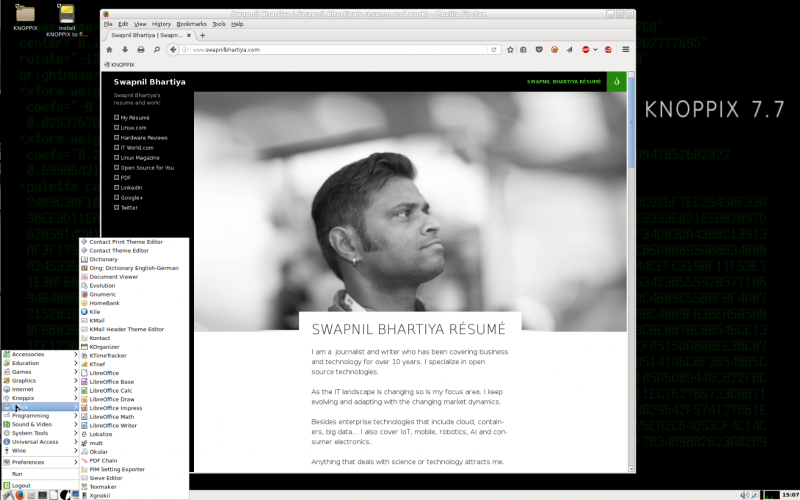 KNOPPIX
Install
KNOPPIX to fl...
Swapnil Bhartiya | Swapnil Bhartiya's resume and work! - Mozilla Firefox
File Edit View History Bookmarks Tools Help
Swapnil Bhartiya | Swapn...
www.swapnilbhartiya.com
KNOPPIX
Swapnil Bhartiya
SWAPNIL BHARTIYA RÉSUMÉ
Swapnil Bhartiya's
resume and work!
My Résumé
Linux.com
Hardware Reviews
IT World.com
Linux Magazine
Open Source for You
PDF
LinkedIn
Google+
Twitter
KNOPPIX 7.7
SWAPNIL BHARTIYA RÉSUMÉ
I am a journalist and writer who has been covering business
and technology for over 10 years. I specialize in open
source technologies.
As the IT landscape is changing so is my focus area. I keep
evolving and adapting with the changing market dynamics.
Besides enterprise technologies that include cloud, contain-
ers, big data... I also cover IoT, mobile, robotics, AI and con-
sumer electronics.
Anything that deals with science or technology attracts me.
Contact Print Theme Editor
Contact Theme Editor
Dictionary
Ding: Dictionary English-German
Document Viewer
Evolution
Gnumeric
HomeBank
Kile
KMail
KMail Header Theme Editor
Kontact
KOrganizer
KTimeTracker
KTnef
LibreOffice
LibreOffice Base
LibreOffice Calc
LibreOffice Draw
LibreOffice Impress
LibreOffice Math
LibreOffice Writer
Lokalize
mutt
Okular
PDF Chain
PIM Setting Exporter
Sieve Editor
Texmaker
Xgnokii
Accessories
Education
Games
Graphics
Internet
Knoppix
Programming
Sound & Video
System Tools
Universal Access
Wine
Preferences
Run
Logout
15:07